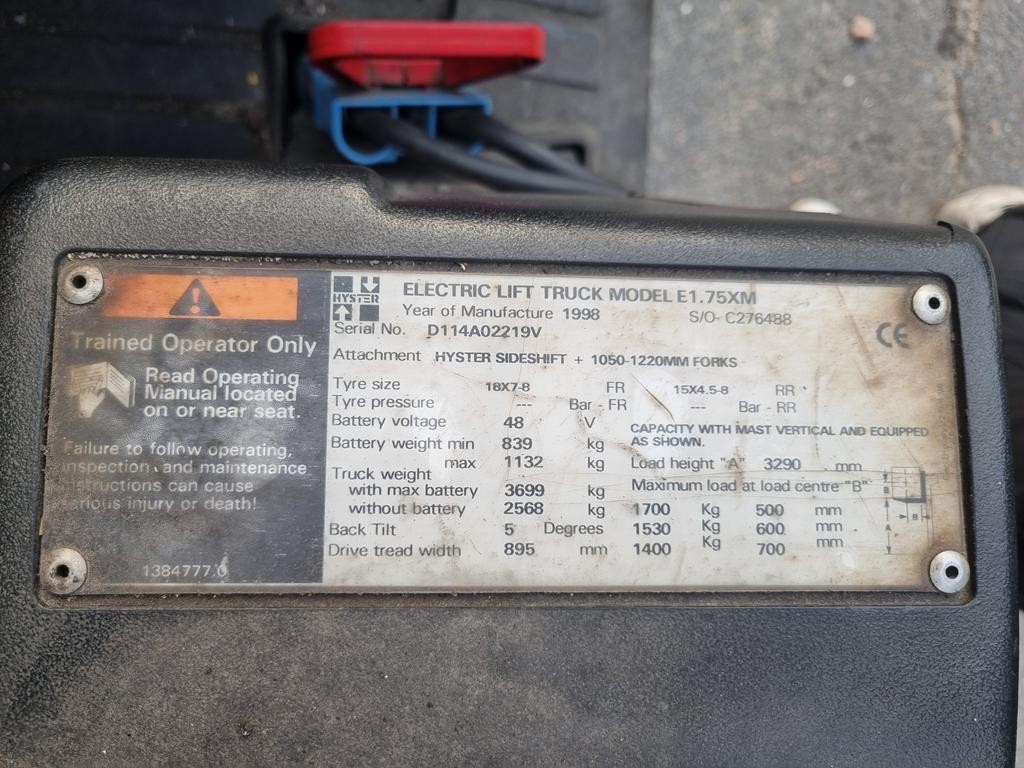 Trained Operator Only
Read Operating
Manual located
on or near seat.
Failure to follow operating,
inspection and maintenance
instructions can cause
serious injury or death!
1384777.0
HYSTER
ELECTRIC LIFT TRUCK MODEL E1.75XM
Year of Manufacture 1998 S/O- C276488
Serial No. D114A02219V
CE
Attachment HYSTER SIDESHIFT + 1050-1220MM FORKS
Tyre size 18X7-8 FR 15X4.5-8 RR
Tyre pressure --- Bar - FR --- Bar - RR
Battery voltage 48 V
Battery weight min 839 kg
max 1132 kg
Truck weight
with max battery 3699 kg
without battery 2568 kg
Back Tilt 5 Degrees
Drive tread width 895 mm
CAPACITY WITH MAST VERTICAL AND EQUIPPED
AS SHOWN.
Load height "A" 3290 mm
Maximum load at load centre "B"
1700 Kg 500 mm
1530 Kg 600 mm
1400 Kg 700 mm
B
A
B